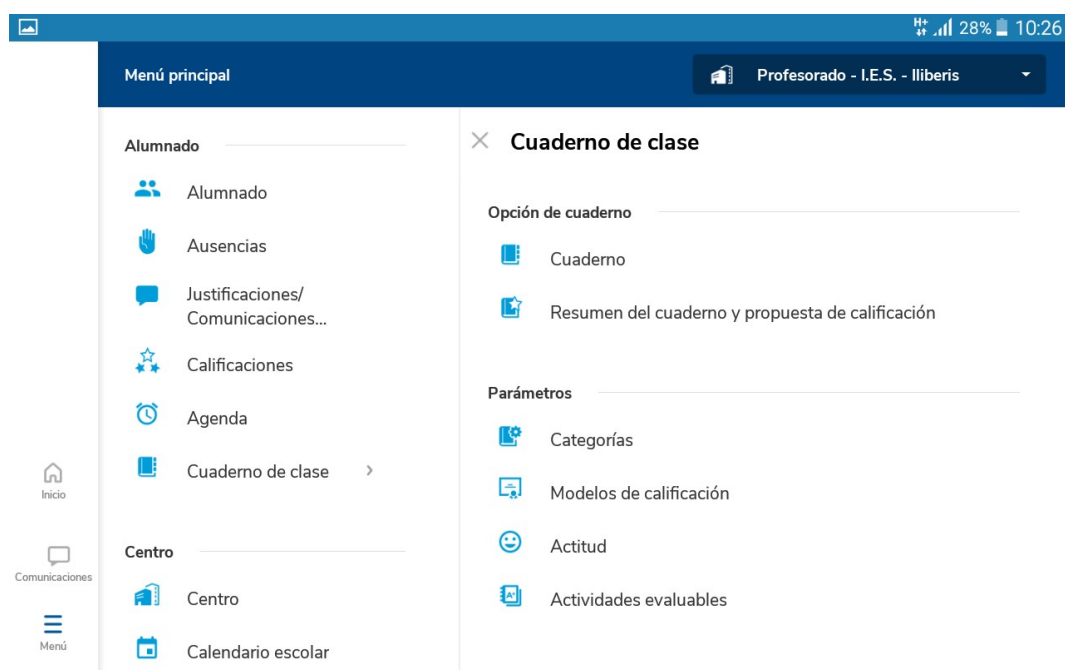 H+ 28% 10:26
Menú principal
Profesorado - I.E.S. - Iliberis
Alumnado
Alumnado
Ausencias
Justificaciones/
Comunicaciones...
Calificaciones
Agenda
Cuaderno de clase
Centro
Centro
Calendario escolar
Cuaderno de clase
Opción de cuaderno
Cuaderno
Resumen del cuaderno y propuesta de calificación
Parámetros
Categorías
Modelos de calificación
Actitud
Actividades evaluables
Inicio
Comunicaciones
Menú